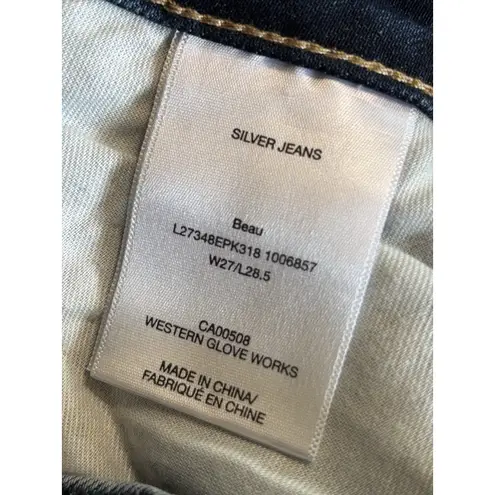 SILVER JEANS
Beau
L27348EPK318 1006857
W27/L28.5
CA00508
WESTERN GLOVE WORKS
MADE IN CHINA/
FABRIQUÉ EN CHINE